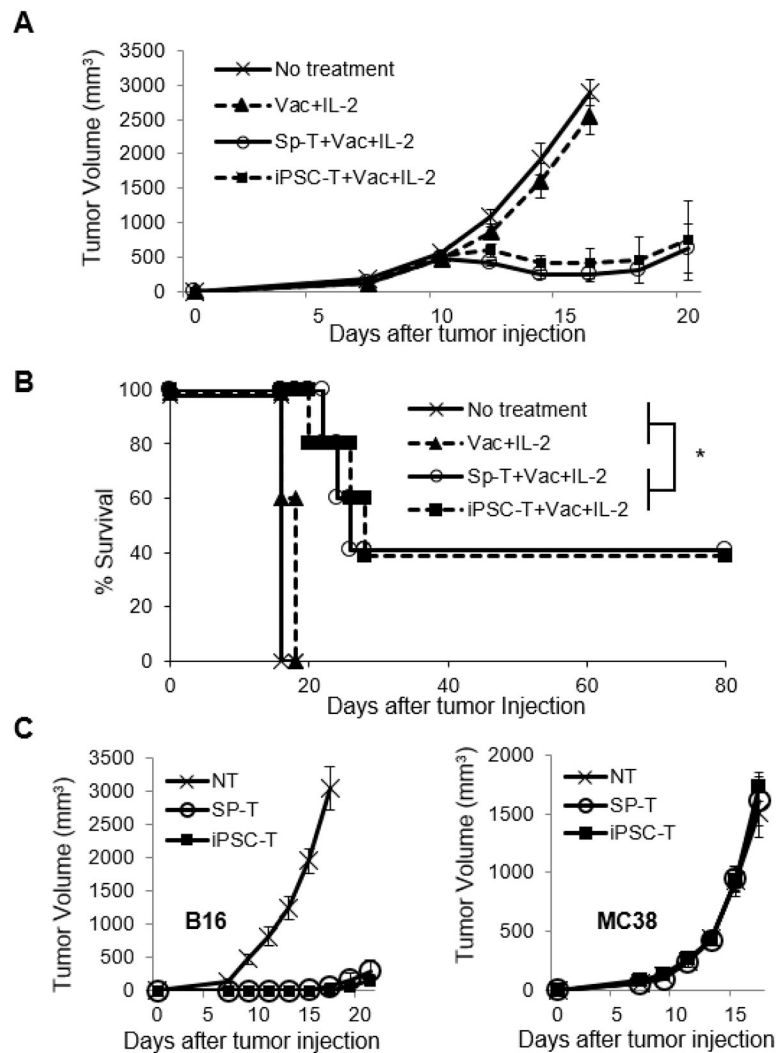 A
Tumor Volume (mm³)
3500
3000
2500
2000
1500
1000
500
0
No treatment
Vac+IL-2
Sp-T+Vac+IL-2
iPSC-T+Vac+IL-2
0 5 10 15 20
Days after tumor injection
B
% Survival
100
80
60
40
20
0
No treatment
Vac+IL-2
Sp-T+Vac+IL-2
iPSC-T+Vac+IL-2
*
0 20 40 60 80
Days after tumor Injection
C
Tumor Volume (mm³)
3500
3000
2500
2000
1500
1000
500
0
NT
SP-T
iPSC-T
B16
0 5 10 15 20
Days after tumor injection
Tumor Volume (mm³)
2000
1500
1000
500
0
NT
SP-T
iPSC-T
MC38
0 5 10 15
Days after tumor injection